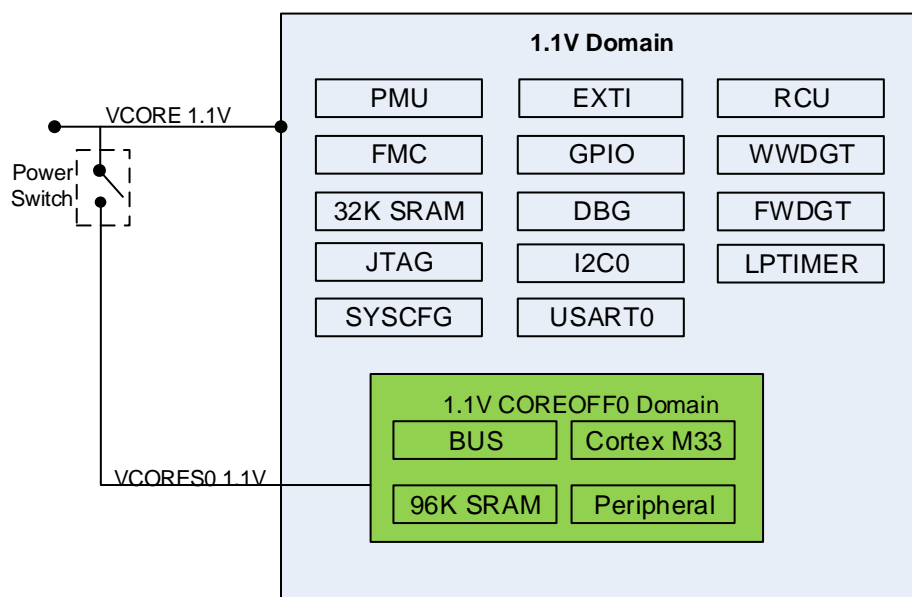 1.1V Domain
PMU
EXTI
RCU
VCORE 1.1V
FMC
GPIO
WWDGT
Power
Switch
32K SRAM
DBG
FWDGT
JTAG
I2C0
LPTIMER
SYSCFG
USART0
1.1V COREOFF0 Domain
BUS
Cortex M33
VCORES0 1.1V
96K SRAM
Peripheral